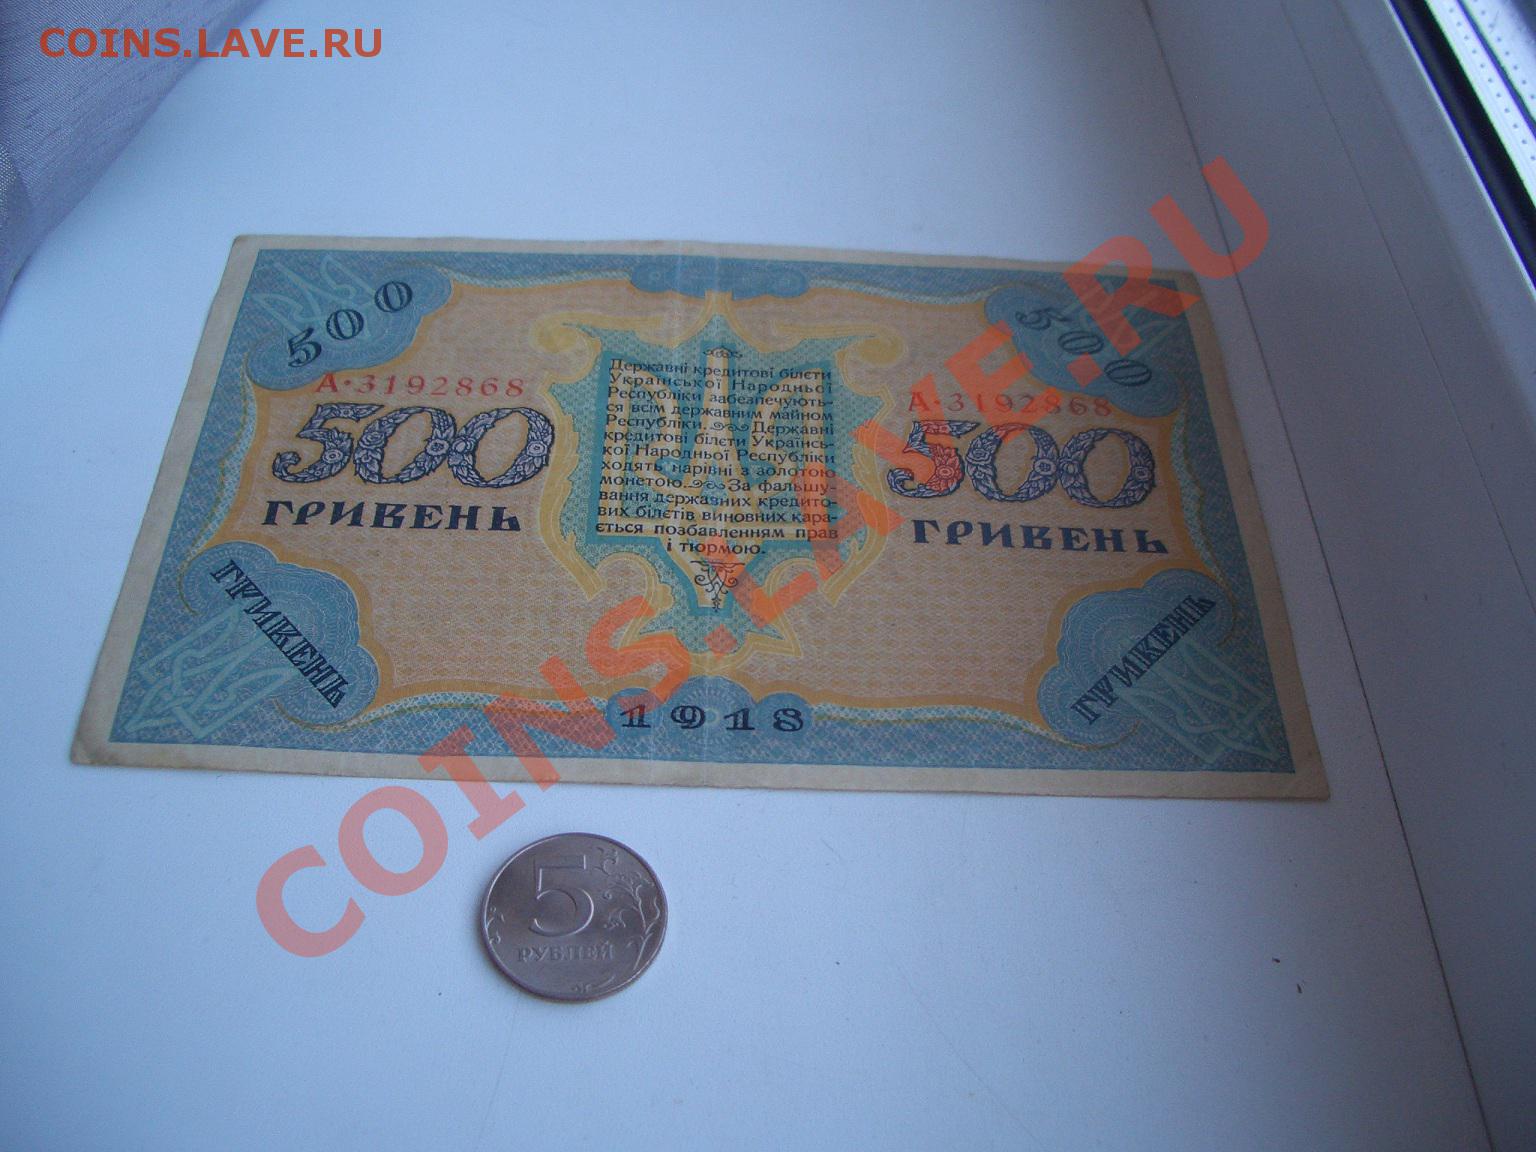 COINS.LAVE.RU
500
500
А·3192868
А·3192868
500
500
ГРИВЕНЬ
ГРИВЕНЬ
Державні кредитові білети
Української Народньої
Республіки забезпечують-
ся всім державним майном
Республіки. Державні
кредитові білети Українсь-
кої Народньої Республіки
ходять нарівні з золотою
монетою. За фальшу-
вання державних кредито-
вих білетів виновних кара-
ється позбавленням прав
і тюрмою.
ГРИВЕНЬ
ГРИВЕНЬ
1918
COINS.LAVE.RU
5
РУБЛЕЙ